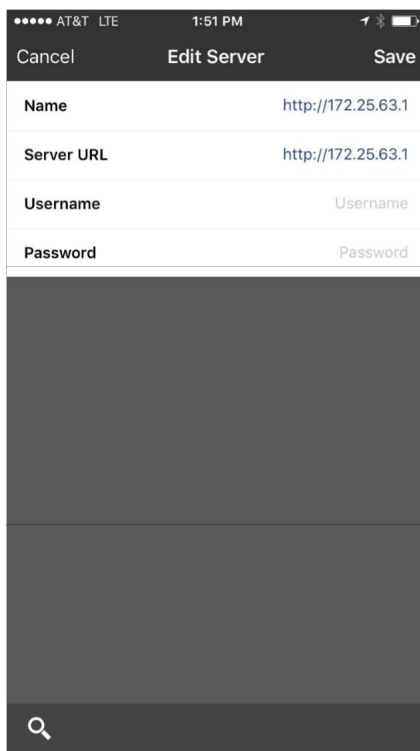 AT&T LTE 1:51 PM
Cancel Edit Server Save
Name http://172.25.63.1
Server URL http://172.25.63.1
Username Username
Password Password